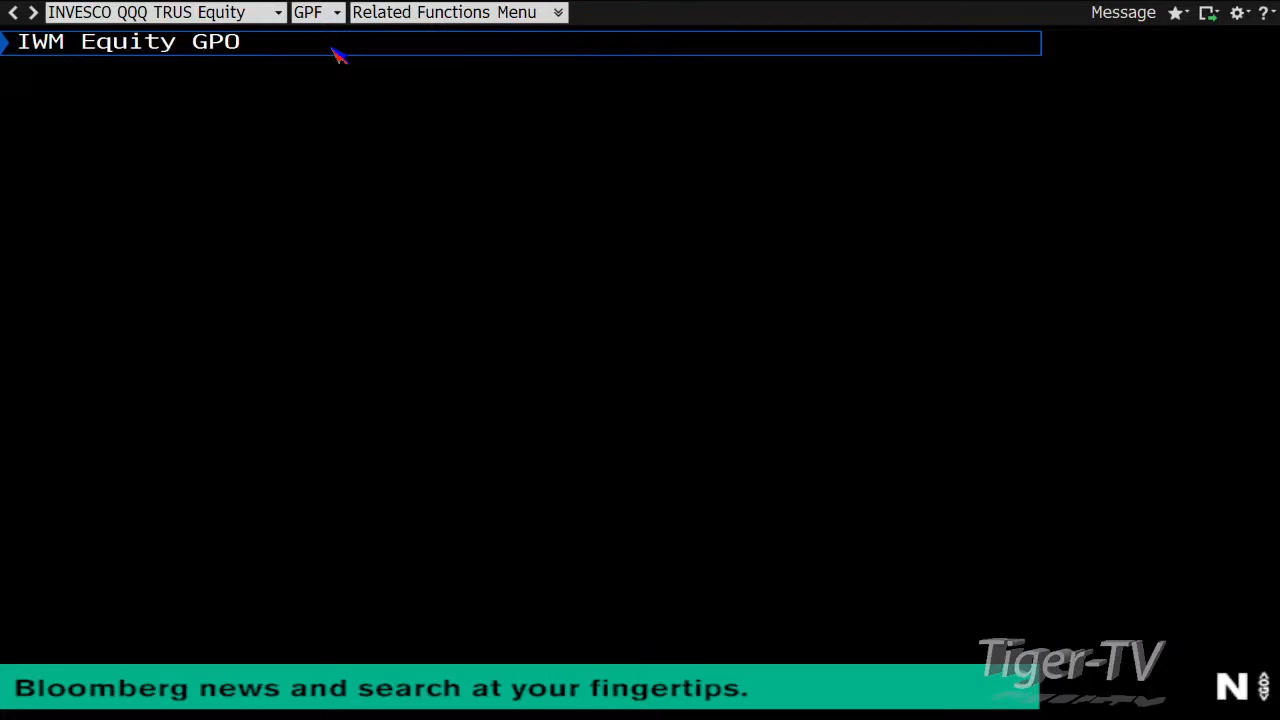 INVESCO QQQ TRUS Equity GPF Related Functions Menu Message ?
IWM Equity GPO
Tiger-TV
Bloomberg news and search at your fingertips.
N